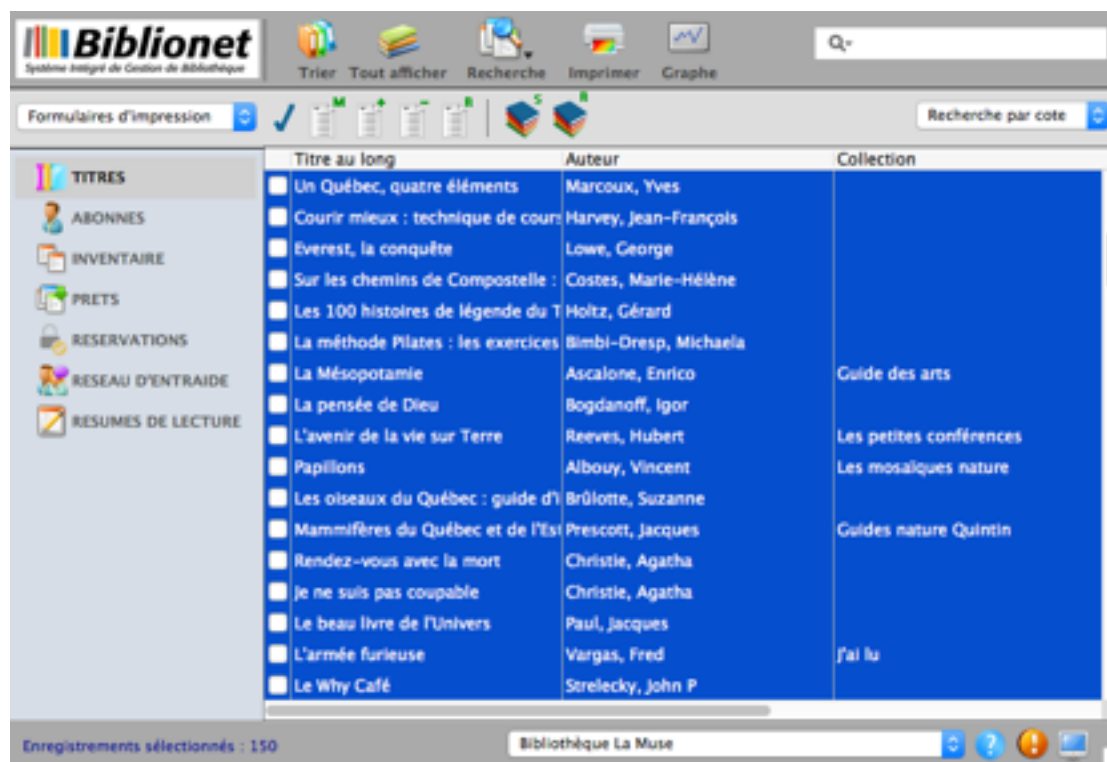 Biblionet
Système Intégré de Gestion de Bibliothèque
Trier Tout afficher Recherche Imprimer Graphe
Formulaires d'impression M + - R S R Recherche par cote
TITRES
ABONNES
INVENTAIRE
PRETS
RESERVATIONS
RESEAU D'ENTRAIDE
RESUMES DE LECTURE
Titre au long Auteur Collection
Un Québec, quatre éléments Marcoux, Yves
Courir mieux : technique de cours Harvey, Jean-François
Everest, la conquête Lowe, George
Sur les chemins de Compostelle : Costes, Marie-Hélène
Les 100 histoires de légende du T Holtz, Gérard
La méthode Pilates : les exercices Bimbi-Dresp, Michaela
La Mésopotamie Ascalone, Enrico Guide des arts
La pensée de Dieu Bogdanoff, Igor
L'avenir de la vie sur Terre Reeves, Hubert Les petites conférences
Papillons Albouy, Vincent Les mosaïques nature
Les oiseaux du Québec : guide d'i Brûlotte, Suzanne
Mammifères du Québec et de l'Est Prescott, Jacques Guides nature Quintin
Rendez-vous avec la mort Christie, Agatha
Je ne suis pas coupable Christie, Agatha
Le beau livre de l'Univers Paul, Jacques
L'armée furieuse Vargas, Fred J'ai lu
Le Why Café Strelecky, John P
Enregistrements sélectionnés : 150 Bibliothèque La Muse